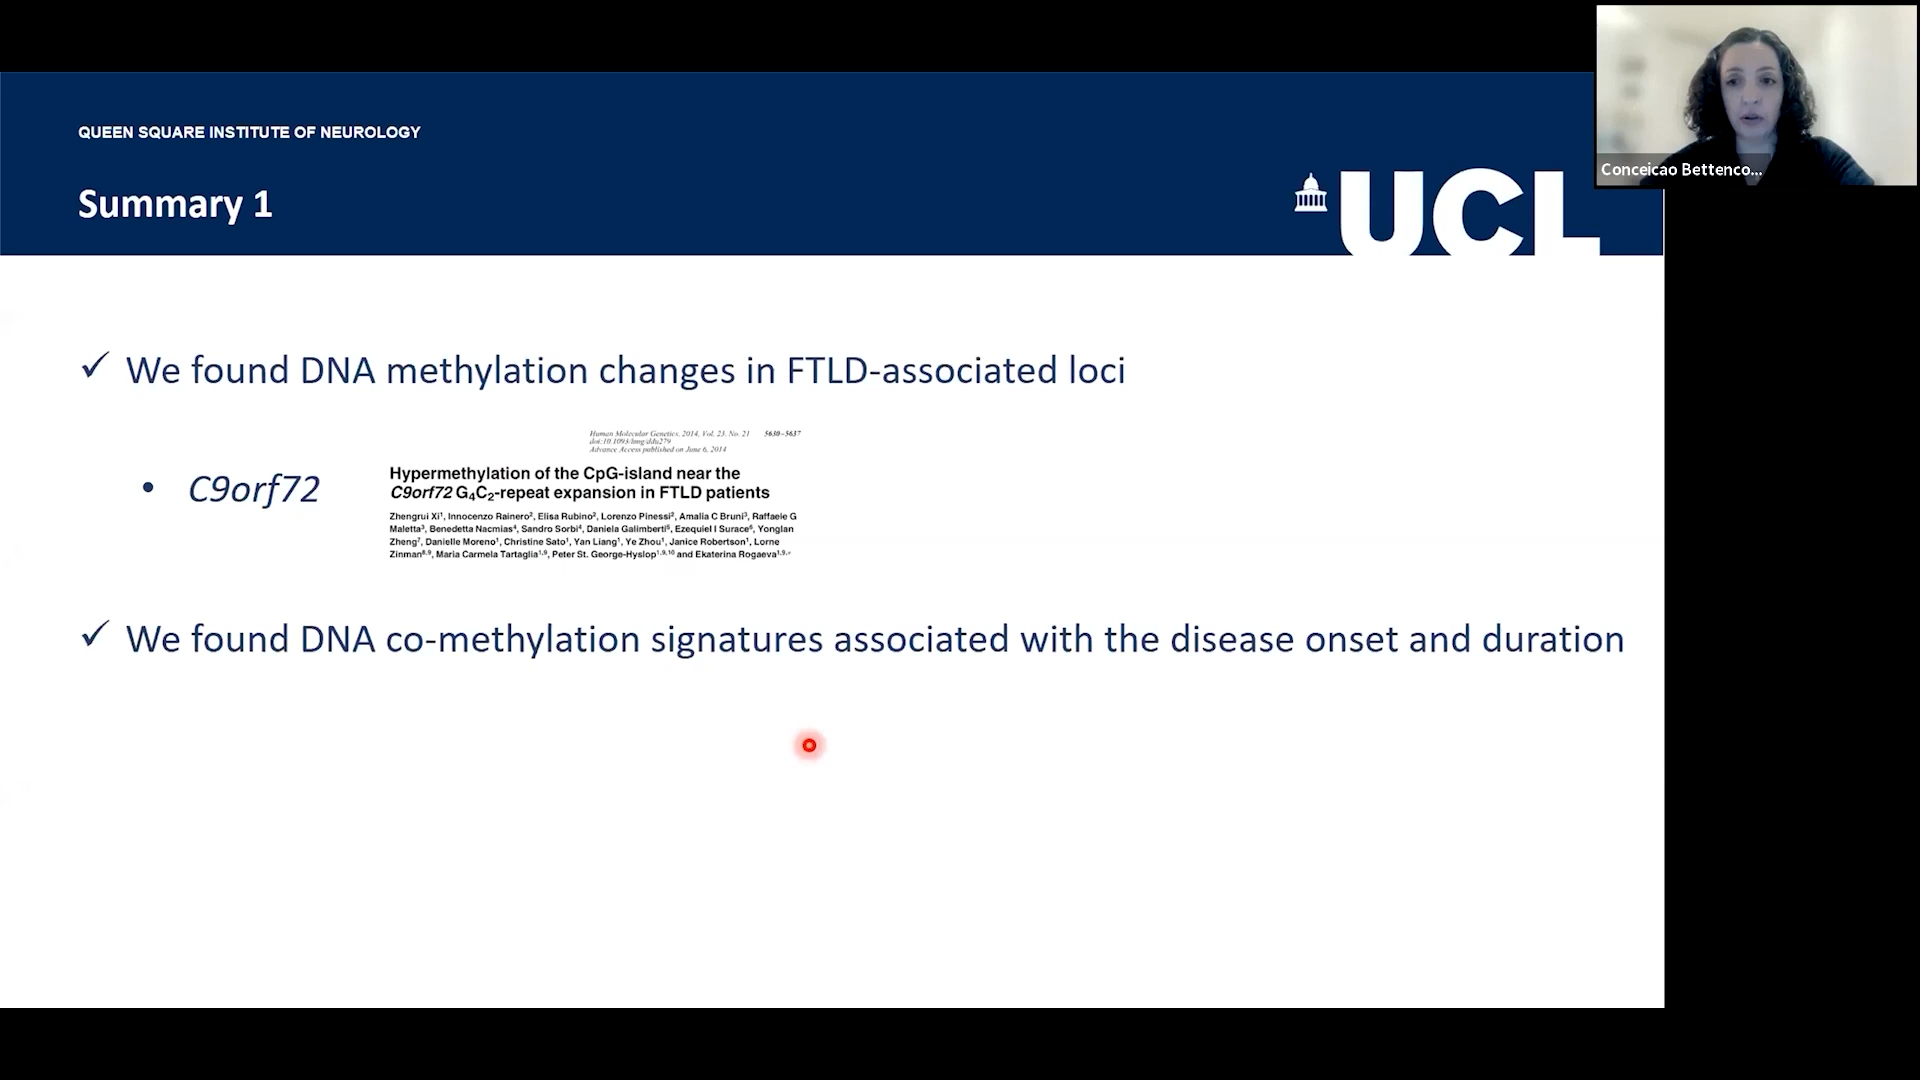 QUEEN SQUARE INSTITUTE OF NEUROLOGY
Summary 1
UCL
Conceicao Bettenco...
✓ We found DNA methylation changes in FTLD-associated loci
Human Molecular Genetics, 2014, Vol. 23, No. 21 5630–5637
doi:10.1093/hmg/ddu279
Advance Access published on June 6, 2014
• C9orf72
Hypermethylation of the CpG-island near the
C9orf72 G₄C₂-repeat expansion in FTLD patients
Zhengrui Xi¹, Innocenzo Rainero², Elisa Rubino², Lorenzo Pinessi², Amalia C Bruni³, Raffaele G
Maletta³, Benedetta Nacmias⁴, Sandro Sorbi⁴, Daniela Galimberti⁵, Ezequiel I Surace⁶, Yonglan
Zheng⁷, Danielle Moreno¹, Christine Sato¹, Yan Liang¹, Ye Zhou¹, Janice Robertson¹, Lorne
Zinman⁸,⁹, Maria Carmela Tartaglia¹,⁹, Peter St. George-Hyslop¹,⁹,¹⁰ and Ekaterina Rogaeva¹,⁹,*
✓ We found DNA co-methylation signatures associated with the disease onset and duration